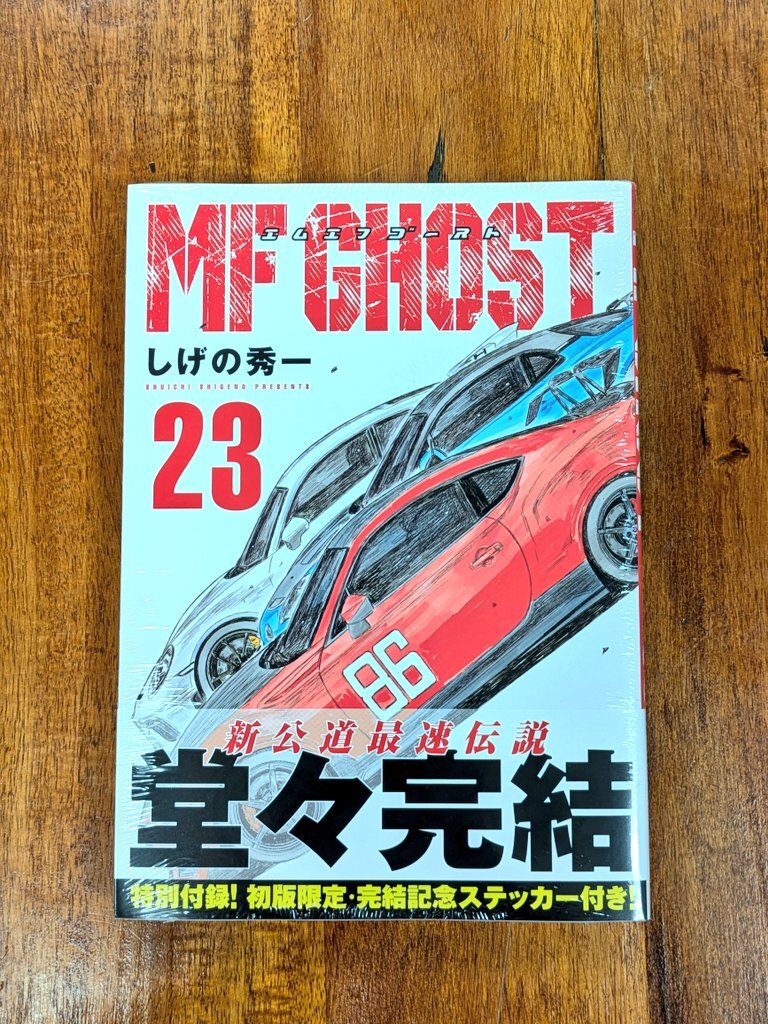 MF GHOST
エムエフゴースト
しげの秀一
SHUICHI SHIGENO PRESENTS
23
86
新公道最速伝説
堂々完結
特別付録!初版限定・完結記念ステッカー付き!